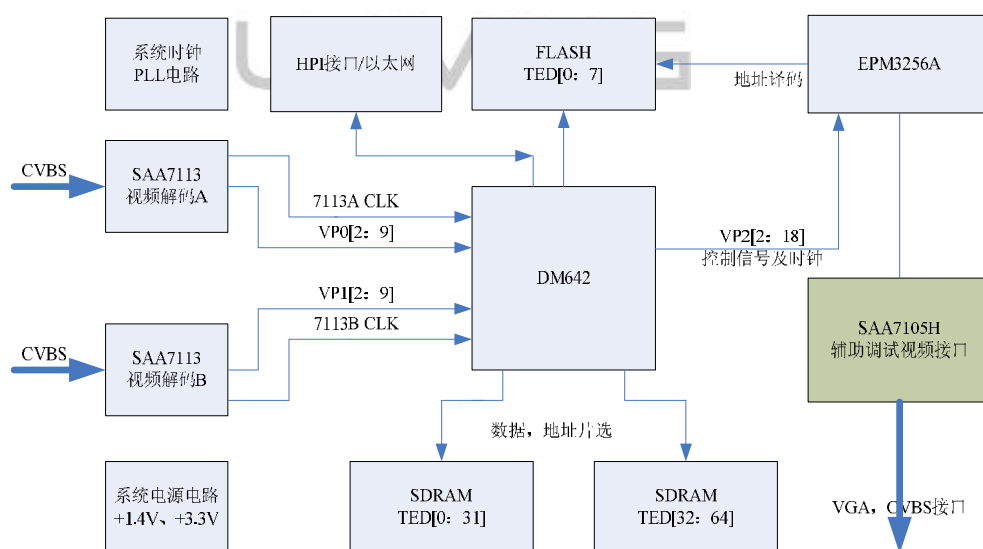 系统时钟
PLL电路
HPI接口/以太网
FLASH
TED[0：7]
地址译码
EPM3256A
CVBS
SAA7113
视频解码A
7113A CLK
VP0[2：9]
VP1[2：9]
7113B CLK
DM642
VP2[2：18]
控制信号及时钟
CVBS
SAA7113
视频解码B
SAA7105H
辅助调试视频接口
数据，地址片选
系统电源电路
+1.4V、+3.3V
SDRAM
TED[0：31]
SDRAM
TED[32：64]
VGA，CVBS接口